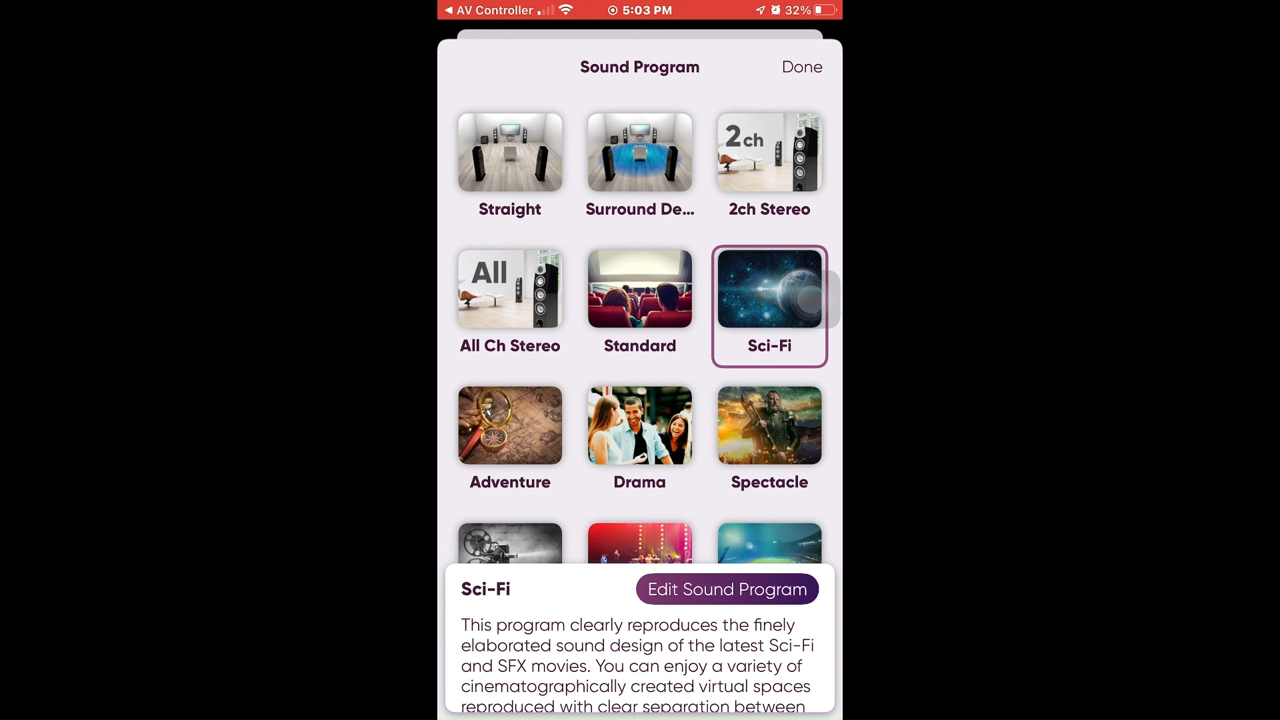 ◀ AV Controller 5:03 PM 32%
Sound Program Done
2ch
Straight Surround De... 2ch Stereo
All
All Ch Stereo Standard Sci-Fi
Adventure Drama Spectacle
Sci-Fi Edit Sound Program
This program clearly reproduces the finely
elaborated sound design of the latest Sci-Fi
and SFX movies. You can enjoy a variety of
cinematographically created virtual spaces
reproduced with clear separation between